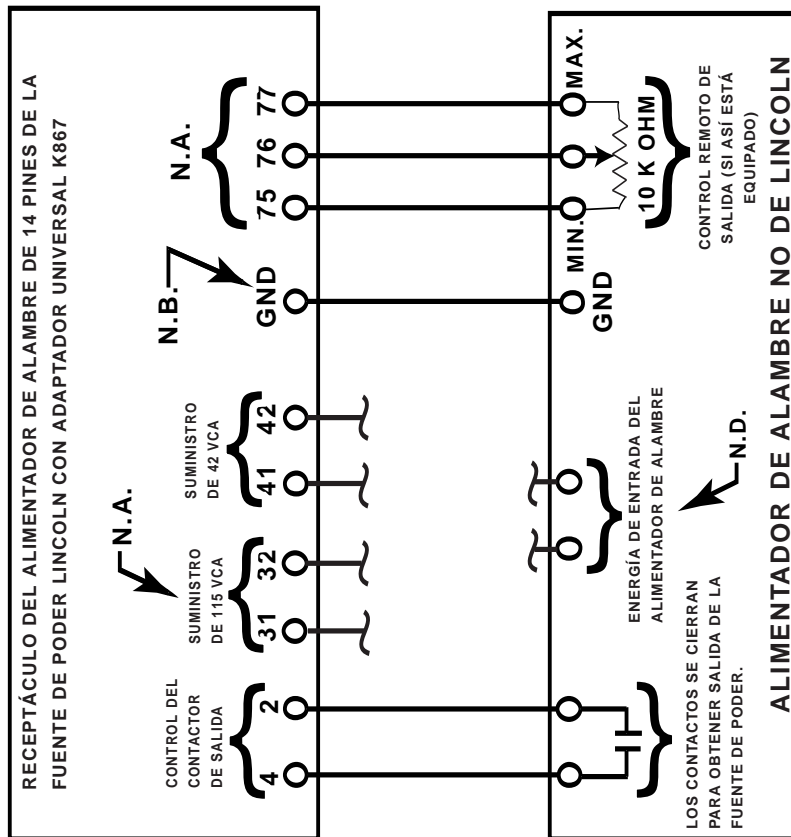 RECEPTÁCULO DEL ALIMENTADOR DE ALAMBRE DE 14 PINES DE LA
FUENTE DE PODER LINCOLN CON ADAPTADOR UNIVERSAL K867
N.A.
N.B.
N.A.
CONTROL DEL
CONTACTOR
DE SALIDA
SUMINISTRO
DE 115 VCA
SUMINISTRO
DE 42 VCA
4
2
31
32
41
42
GND
75
76
77
GND
MIN.
MAX.
10 K OHM
CONTROL REMOTO DE
SALIDA (SI ASÍ ESTÁ
EQUIPADO)
ENERGÍA DE ENTRADA DEL
ALIMENTADOR DE ALAMBRE
N.D.
LOS CONTACTOS SE CIERRAN
PARA OBTENER SALIDA DE LA
FUENTE DE PODER.
ALIMENTADOR DE ALAMBRE NO DE LINCOLN